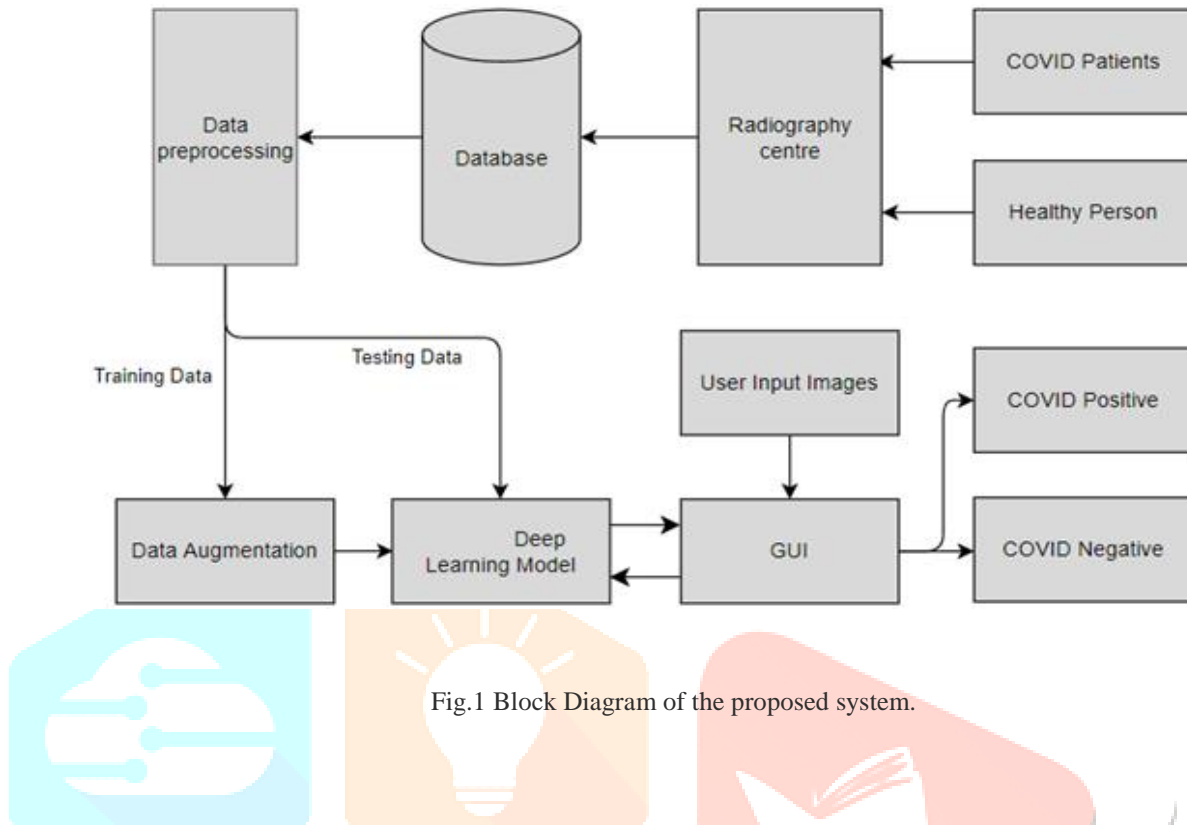 COVID Patients
Data
preprocessing
Database
Radiography
centre
Healthy Person
Training Data
Testing Data
User Input Images
COVID Positive
Data Augmentation
Deep
Learning Model
GUI
COVID Negative
Fig.1 Block Diagram of the proposed system.